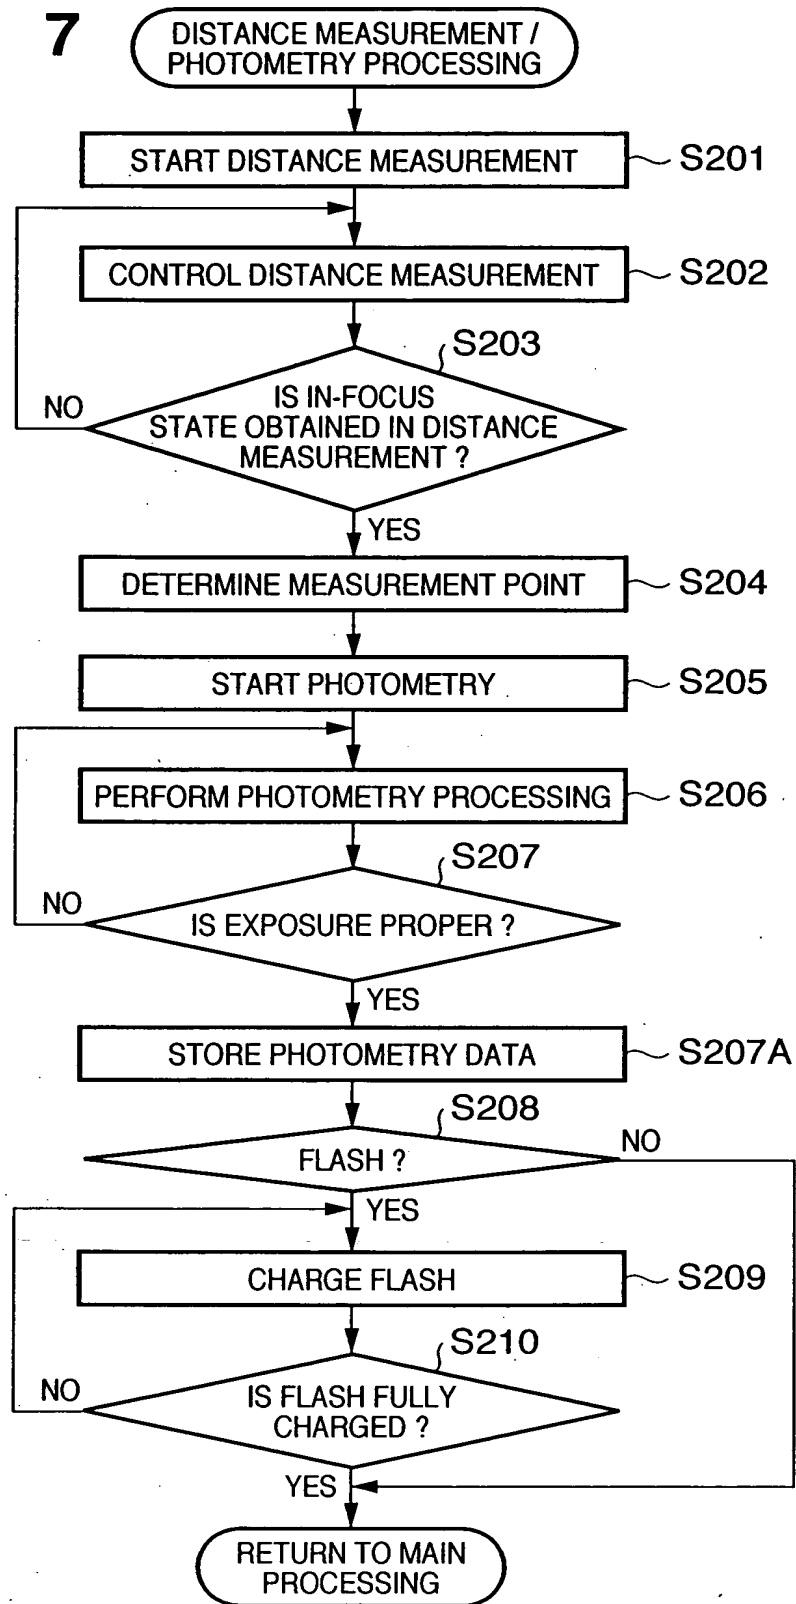 7
DISTANCE MEASUREMENT /
PHOTOMETRY PROCESSING
START DISTANCE MEASUREMENT
S201
CONTROL DISTANCE MEASUREMENT
S202
S203
IS IN-FOCUS
STATE OBTAINED IN DISTANCE
MEASUREMENT ?
NO
YES
DETERMINE MEASUREMENT POINT
S204
START PHOTOMETRY
S205
PERFORM PHOTOMETRY PROCESSING
S206
S207
IS EXPOSURE PROPER ?
NO
YES
STORE PHOTOMETRY DATA
S207A
S208
FLASH ?
NO
YES
CHARGE FLASH
S209
S210
IS FLASH FULLY
CHARGED ?
NO
YES
RETURN TO MAIN
PROCESSING